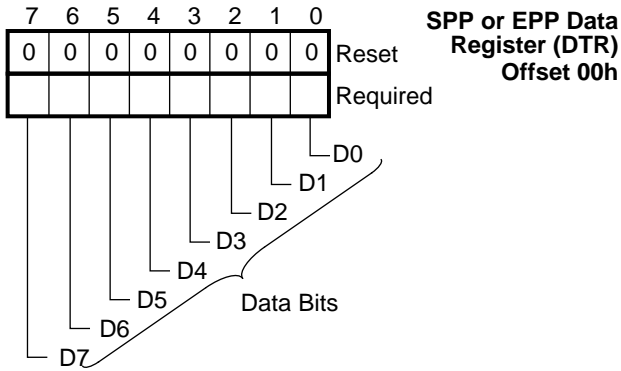 7 6 5 4 3 2 1 0
SPP or EPP Data
Register (DTR)
Offset 00h
0 0 0 0 0 0 0 0 Reset
Required
D0
D1
D2
D3
D4
D5
D6
D7
Data Bits